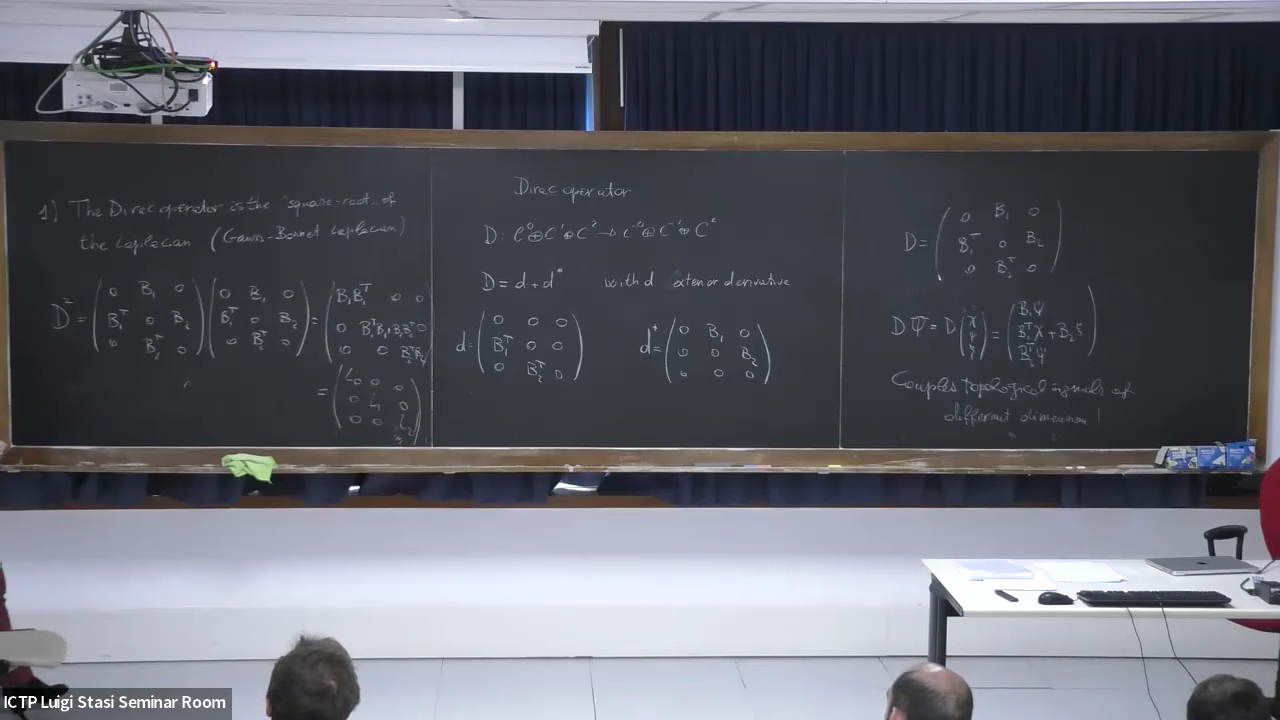 1) The Dirac operator is the "square-root" of
the Laplacian (Gauss-Bonnet Laplacian)
D² = ( 0 B₁ 0 ; B₁ᵀ 0 B₂ ; 0 B₂ᵀ 0 ) ( 0 B₁ 0 ; B₁ᵀ 0 B₂ ; 0 B₂ᵀ 0 ) = ( B₁B₁ᵀ 0 0 ; 0 B₁ᵀB₁+B₂B₂ᵀ 0 ; 0 0 B₂ᵀB₂ )
= ( L₀ 0 0 ; 0 L₁ 0 ; 0 0 L₂ )
Dirac operator
D: C⁰⊕C¹⊕C² → C⁰⊕C¹⊕C²
D = d + d* with d exterior derivative
d = ( 0 0 0 ; B₁ᵀ 0 0 ; 0 B₂ᵀ 0 ) d* = ( 0 B₁ 0 ; 0 0 B₂ ; 0 0 0 )
D = ( 0 B₁ 0 ; B₁ᵀ 0 B₂ ; 0 B₂ᵀ 0 )
DΨ = D ( χ ; ψ ; ξ ) = ( B₁ψ ; B₁ᵀχ + B₂ξ ; B₂ᵀψ )
Couples topological signals of
different dimension!
ICTP Luigi Stasi Seminar Room